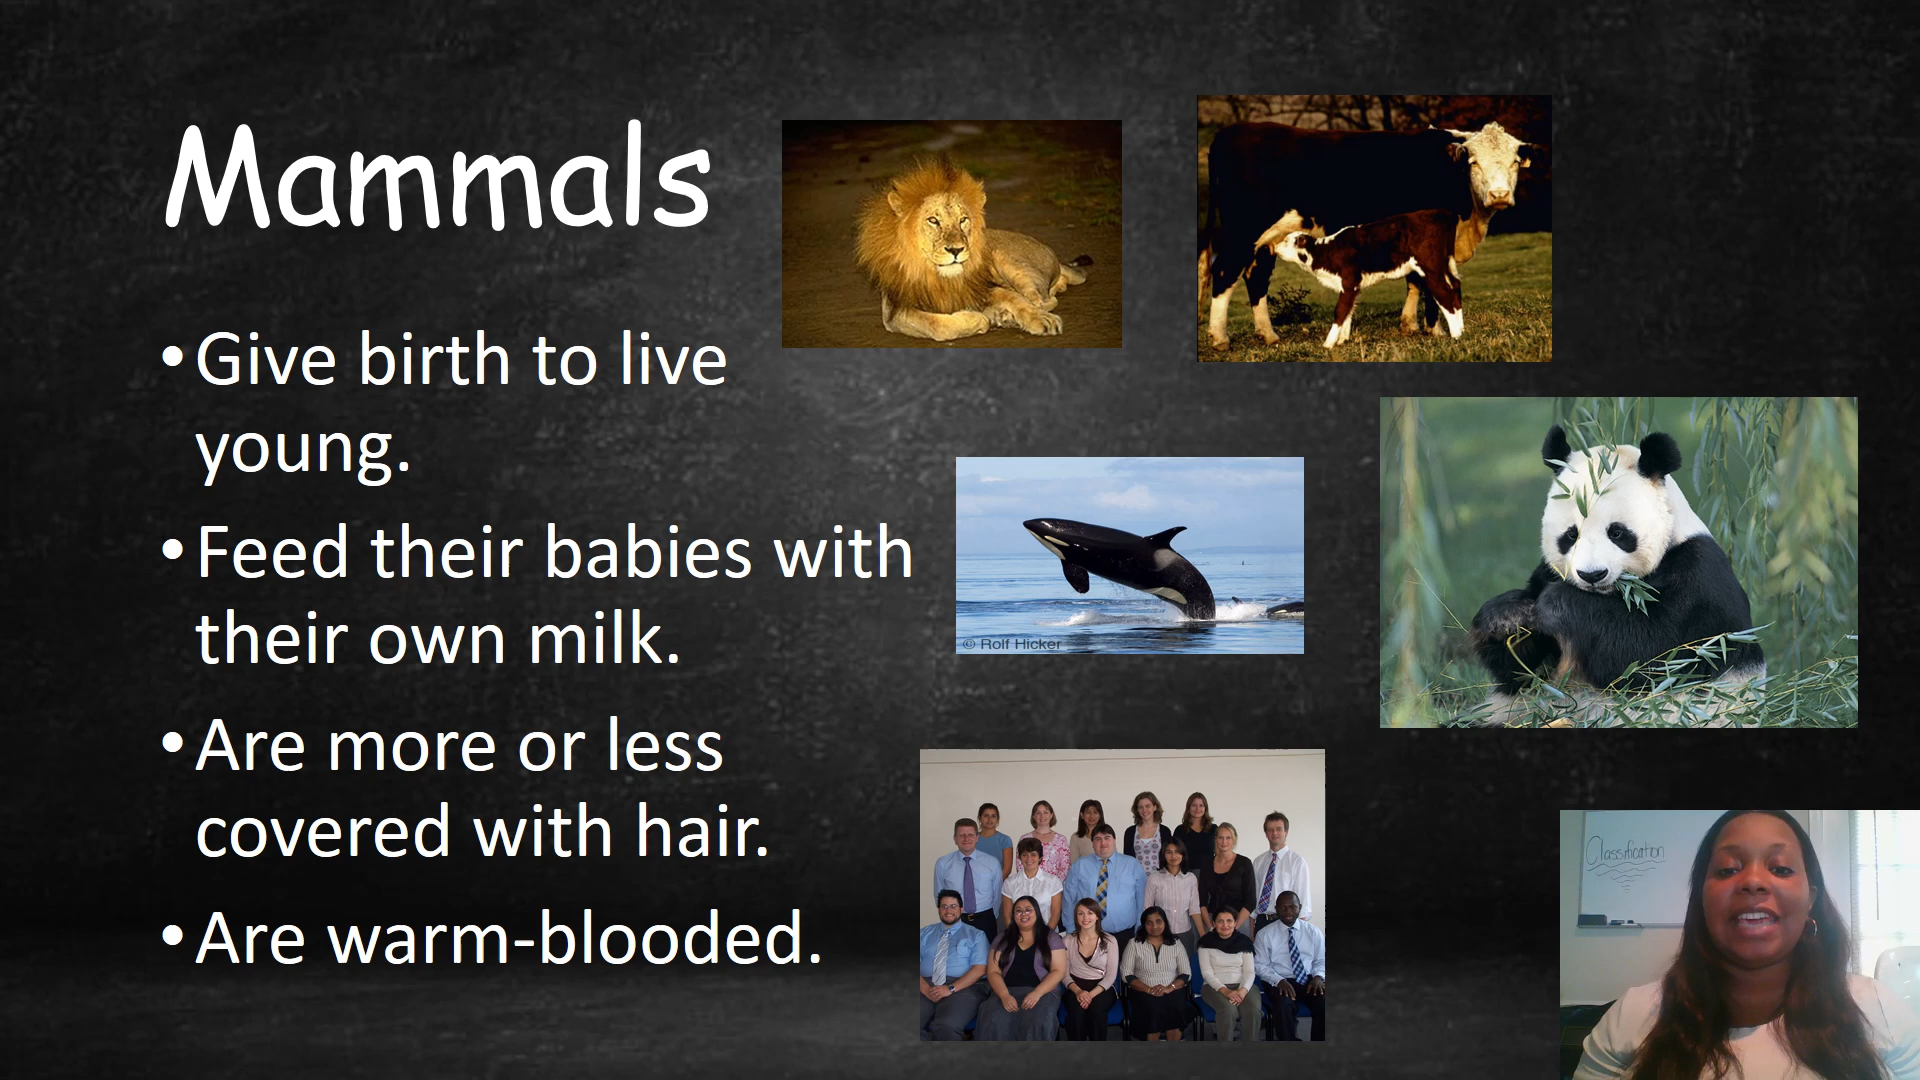 Mammals
•Give birth to live
young.
•Feed their babies with
their own milk.
•Are more or less
covered with hair.
•Are warm-blooded.
© Rolf Hicker
Classification